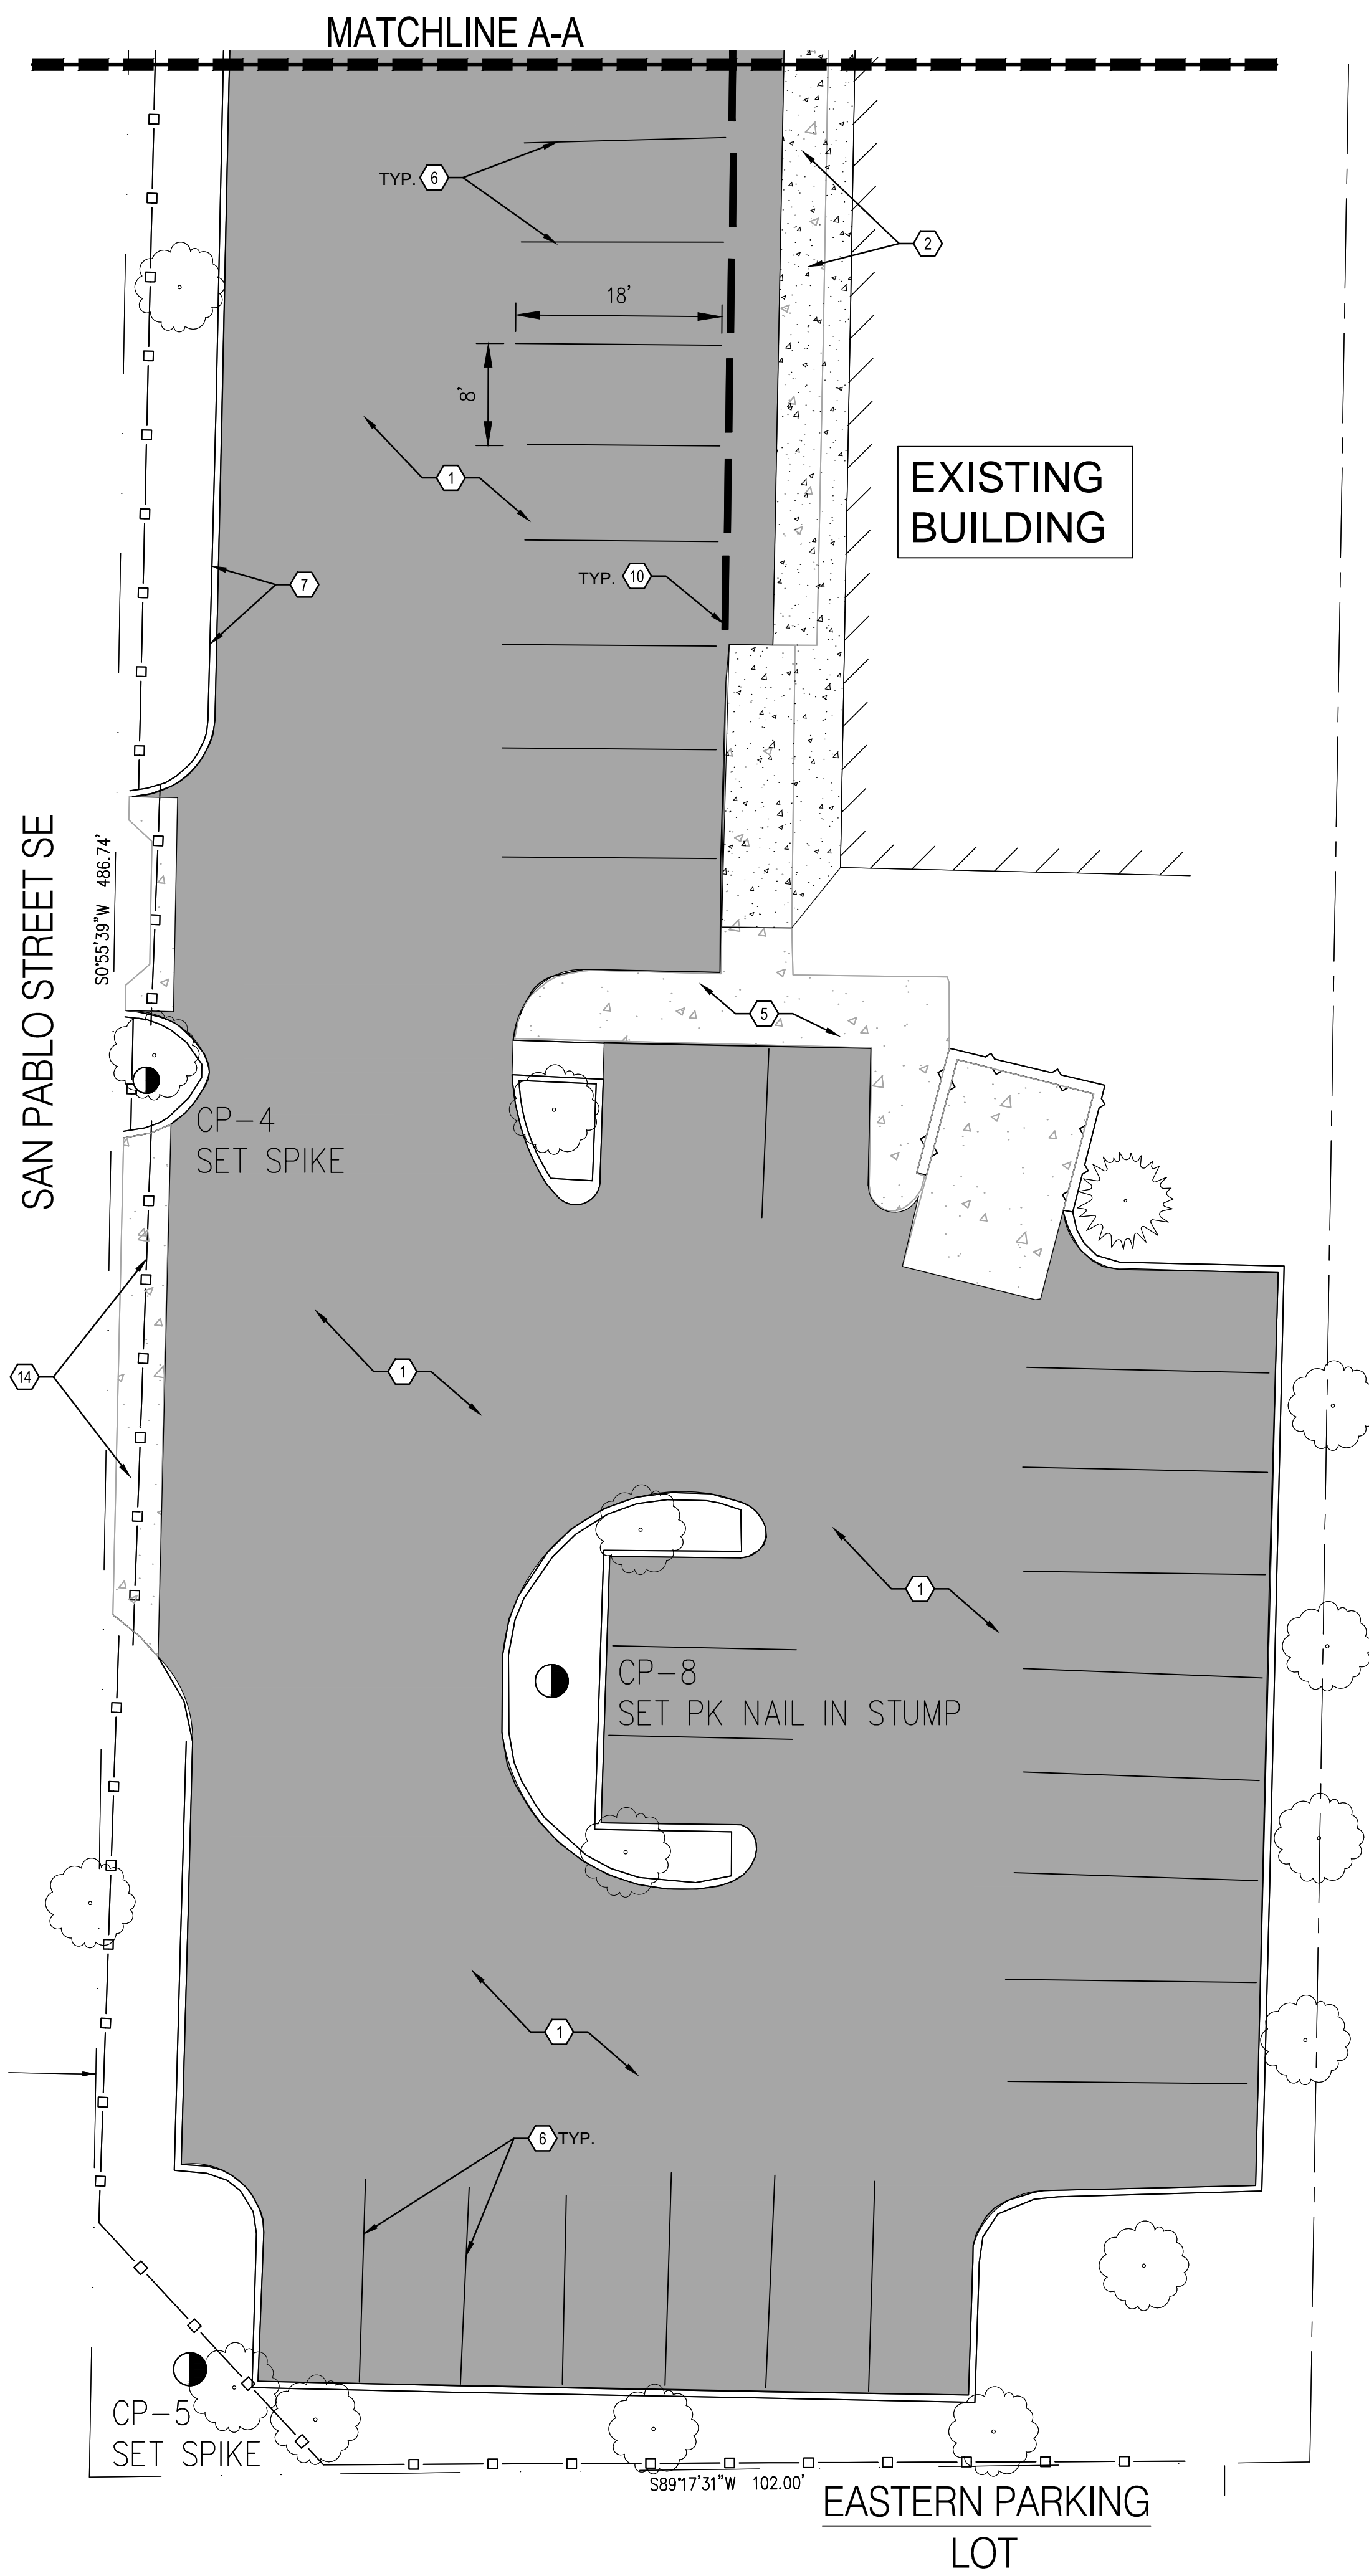 MATCHLINE A-A
TYP. 6
2
18'
8'
1
EXISTING
BUILDING
TYP. 10
7
SAN PABLO STREET SE
S0°55'39"W 486.74'
5
CP-4
SET SPIKE
14
1
1
CP-8
SET PK NAIL IN STUMP
1
6 TYP.
CP-5
SET SPIKE
S89°17'31"W 102.00'
EASTERN PARKING
LOT